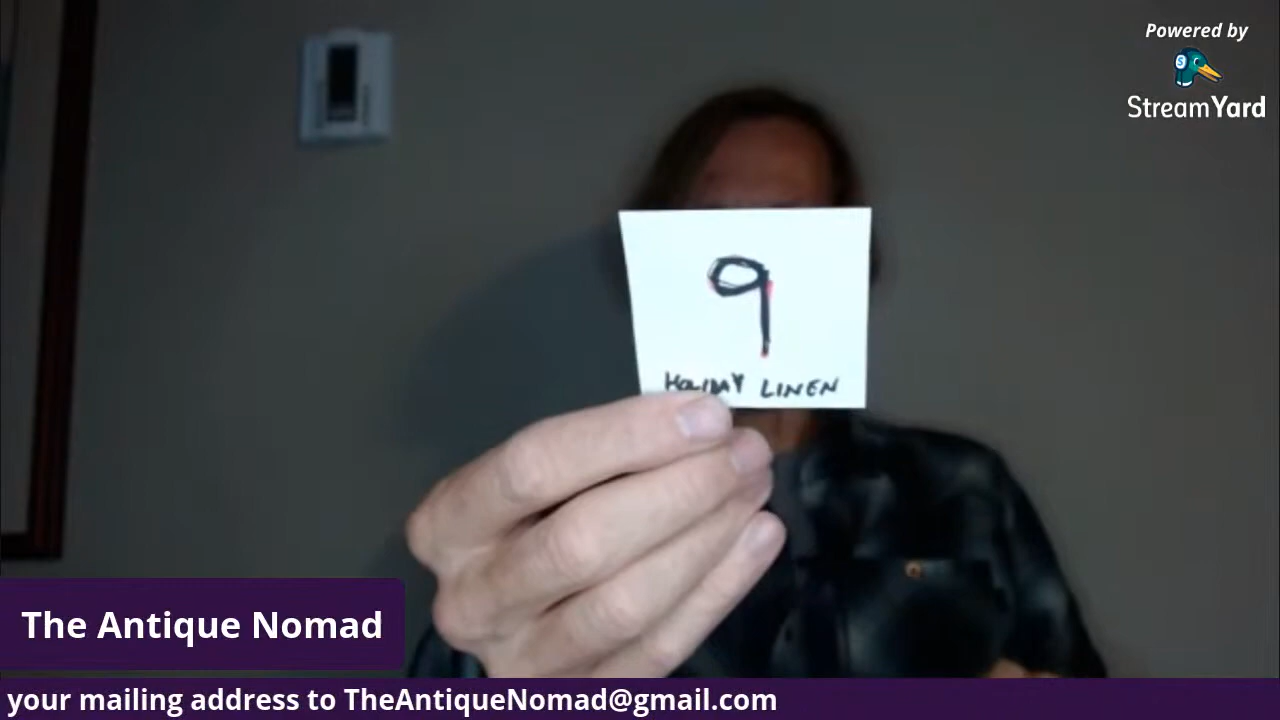 Powered by
StreamYard
9
HOLIDAY LINEN
The Antique Nomad
your mailing address to TheAntiqueNomad@gmail.com